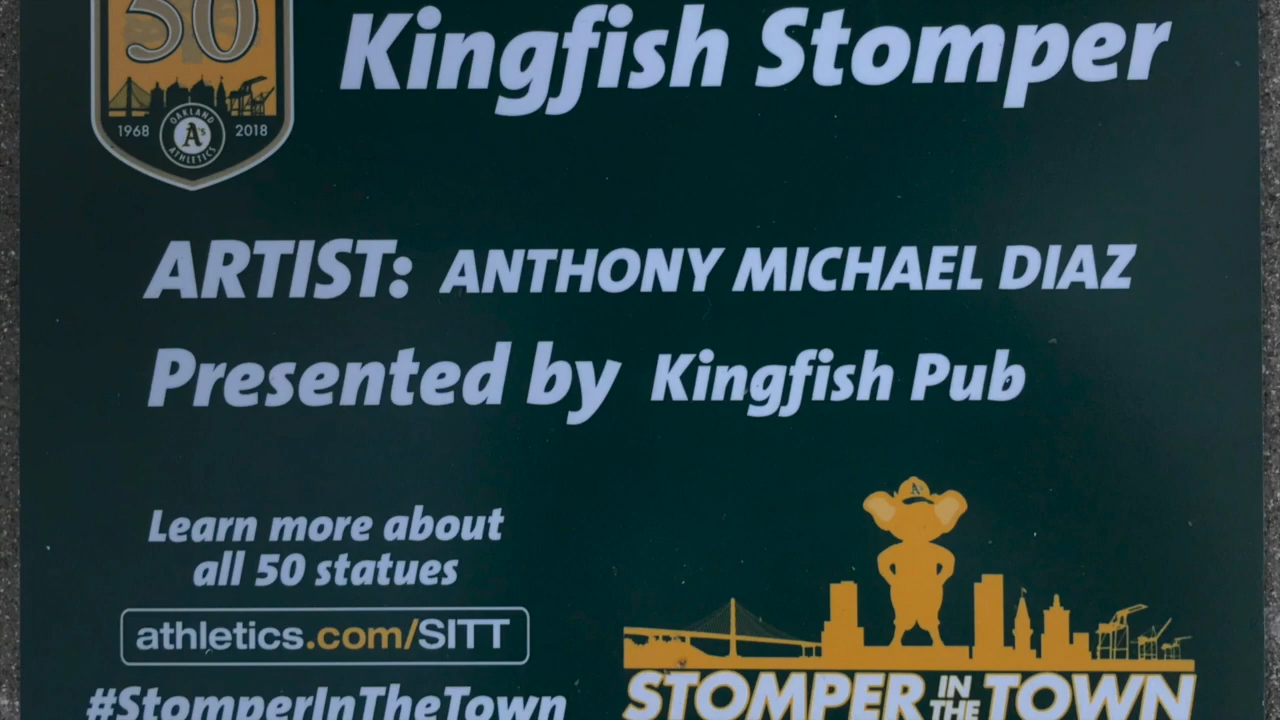 50
Kingfish Stomper
1968 2018
OAKLAND
A's
ATHLETICS
ARTIST: ANTHONY MICHAEL DIAZ
Presented by Kingfish Pub
Learn more about
all 50 statues
athletics.com/SITT
#StomperInTheTown
A's
STOMPER IN THE TOWN